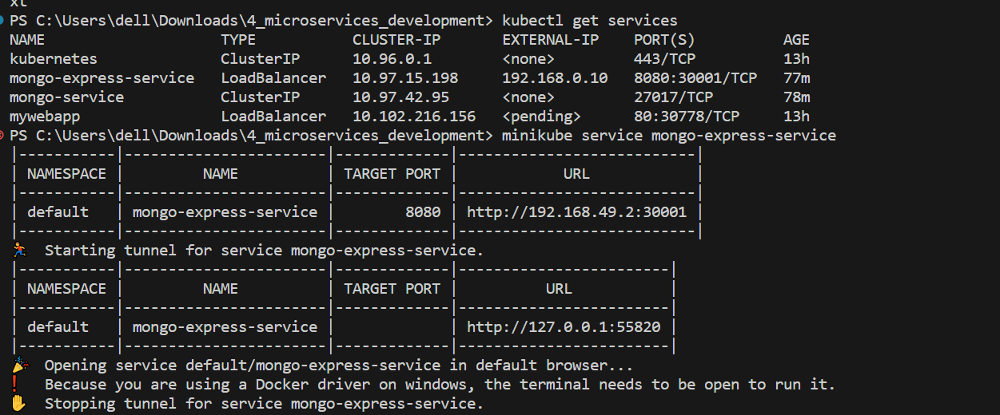 xt
PS C:\Users\dell\Downloads\4_microservices_development> kubectl get services
NAME                    TYPE           CLUSTER-IP       EXTERNAL-IP    PORT(S)          AGE
kubernetes              ClusterIP      10.96.0.1        <none>         443/TCP          13h
mongo-express-service   LoadBalancer   10.97.15.198     192.168.0.10   8080:30001/TCP   77m
mongo-service           ClusterIP      10.97.42.95      <none>         27017/TCP        78m
mywebapp                LoadBalancer   10.102.216.156   <pending>      80:30778/TCP     13h
PS C:\Users\dell\Downloads\4_microservices_development> minikube service mongo-express-service
|-----------|-----------------------|-------------|---------------------------|
| NAMESPACE |         NAME          | TARGET PORT |            URL            |
|-----------|-----------------------|-------------|---------------------------|
| default   | mongo-express-service |        8080 | http://192.168.49.2:30001 |
|-----------|-----------------------|-------------|---------------------------|
🏃  Starting tunnel for service mongo-express-service.
|-----------|-----------------------|-------------|------------------------|
| NAMESPACE |         NAME          | TARGET PORT |          URL           |
|-----------|-----------------------|-------------|------------------------|
| default   | mongo-express-service |             | http://127.0.0.1:55820 |
|-----------|-----------------------|-------------|------------------------|
🎉  Opening service default/mongo-express-service in default browser...
❗  Because you are using a Docker driver on windows, the terminal needs to be open to run it.
✋  Stopping tunnel for service mongo-express-service.